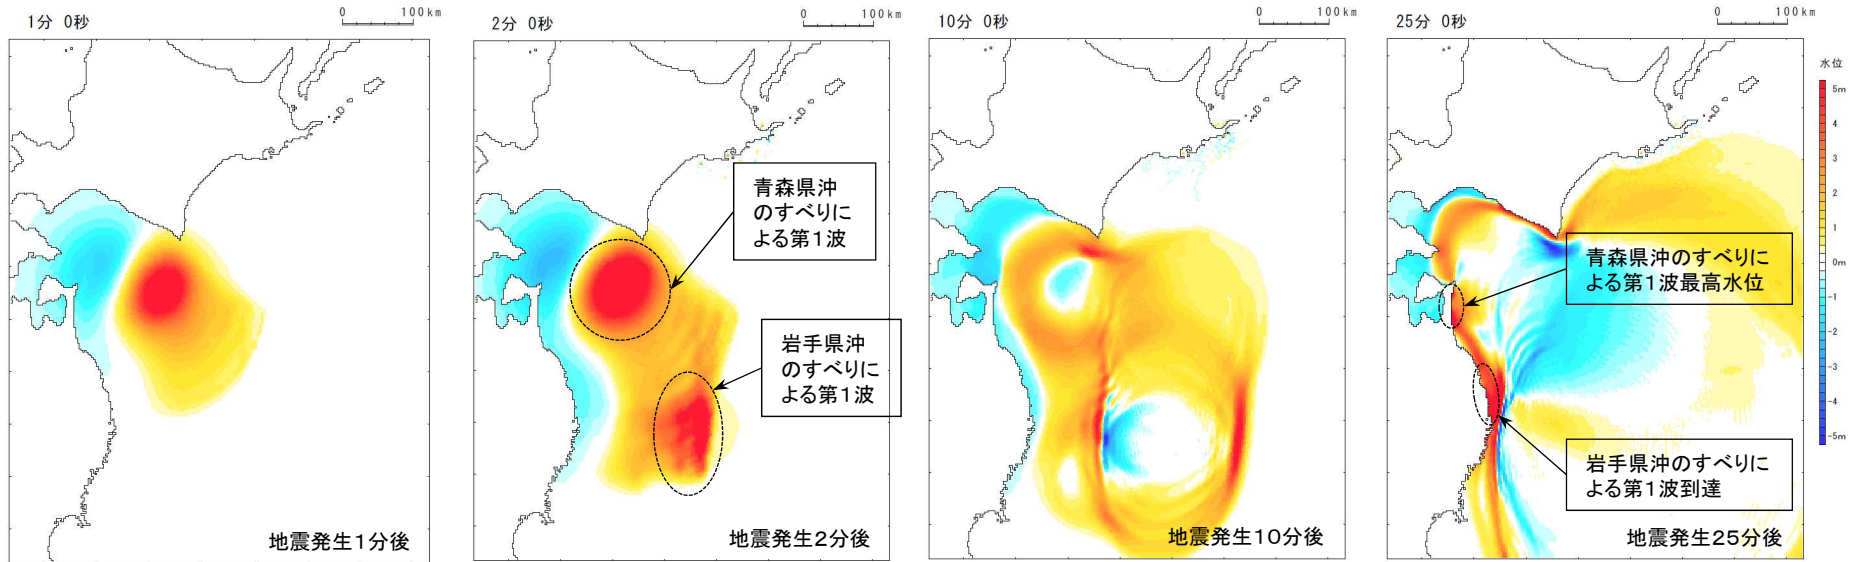 1分 0秒
0 100km
地震発生1分後
2分 0秒
0 100km
青森県沖
のすべりに
よる第1波
岩手県沖
のすべりに
よる第1波
地震発生2分後
10分 0秒
0 100km
地震発生10分後
25分 0秒
0 100km
青森県沖のすべりに
よる第1波最高水位
岩手県沖のすべりに
よる第1波到達
地震発生25分後
水位
5m
4
3
2
1
0m
-1
-2
-3
-4
-5m